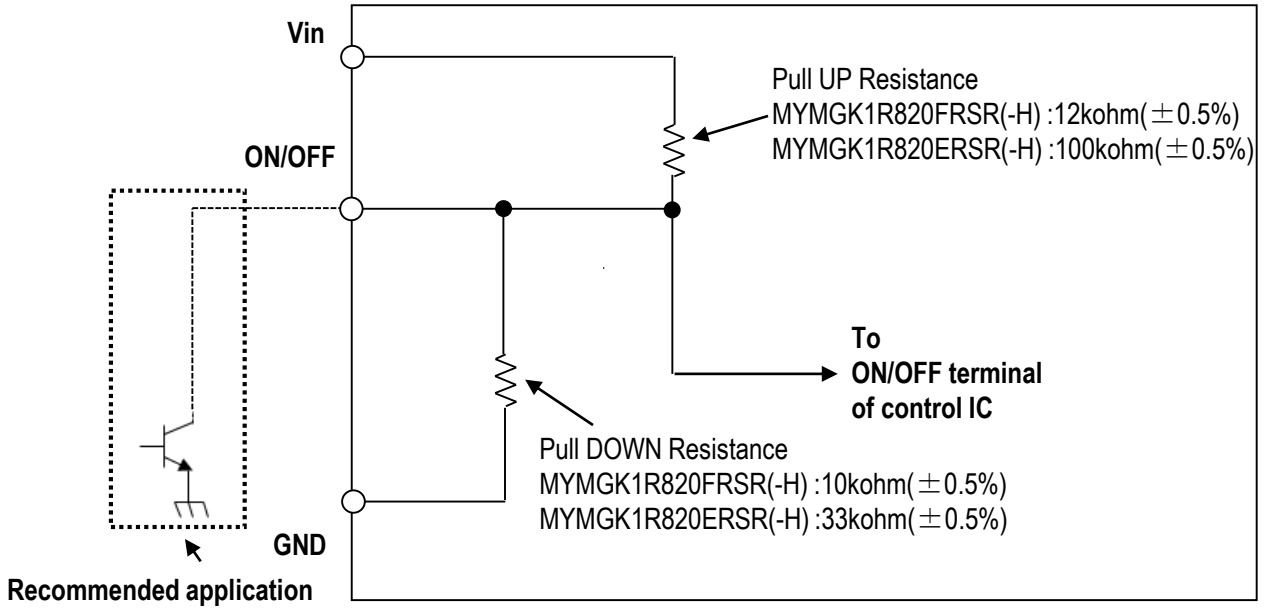 Vin
Pull UP Resistance
MYMGK1R820FRSR(-H) :12kohm(±0.5%)
MYMGK1R820ERSR(-H) :100kohm(±0.5%)
ON/OFF
To
ON/OFF terminal
of control IC
Pull DOWN Resistance
MYMGK1R820FRSR(-H) :10kohm(±0.5%)
MYMGK1R820ERSR(-H) :33kohm(±0.5%)
GND
Recommended application